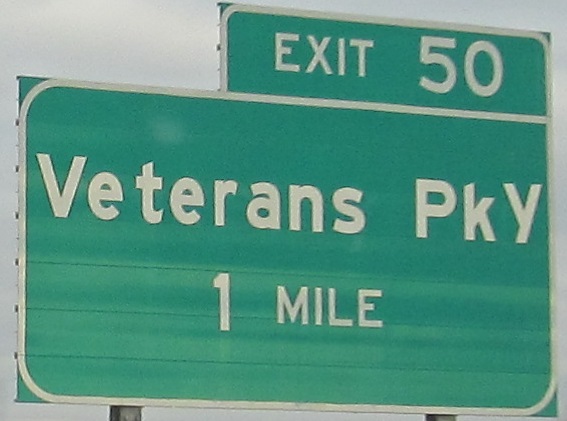 EXIT 50
Veterans Pky
1 MILE